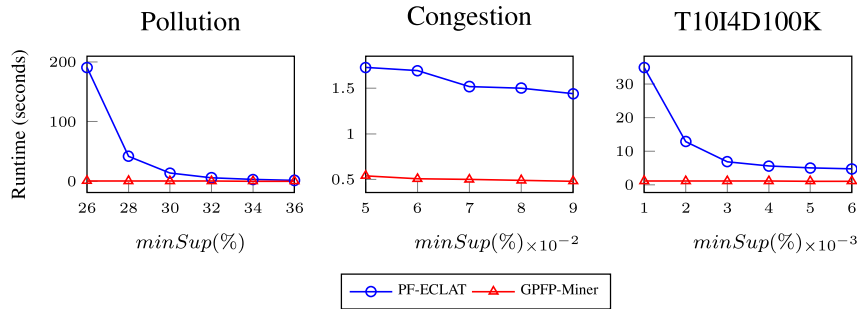 Pollution Congestion T10I4D100K
Runtime (seconds)
200
100
0
26 28 30 32 34 36
minSup(%)
1.5
1
0.5
5 6 7 8 9
minSup(%)×10⁻²
30
20
10
0
1 2 3 4 5 6
minSup(%)×10⁻³
PF-ECLAT GPFP-Miner